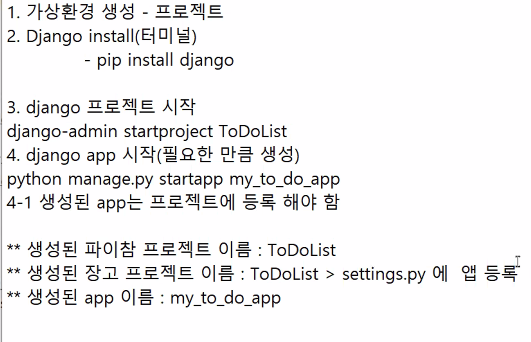 1. 가상환경 생성 - 프로젝트
2. Django install(터미널)
- pip install django
3. django 프로젝트 시작
django-admin startproject ToDoList
4. django app 시작(필요한 만큼 생성)
python manage.py startapp my_to_do_app
4-1 생성된 app는 프로젝트에 등록 해야 함
** 생성된 파이참 프로젝트 이름 : ToDoList
** 생성된 장고 프로젝트 이름 : ToDoList > settings.py 에 앱 등록
** 생성된 app 이름 : my_to_do_app